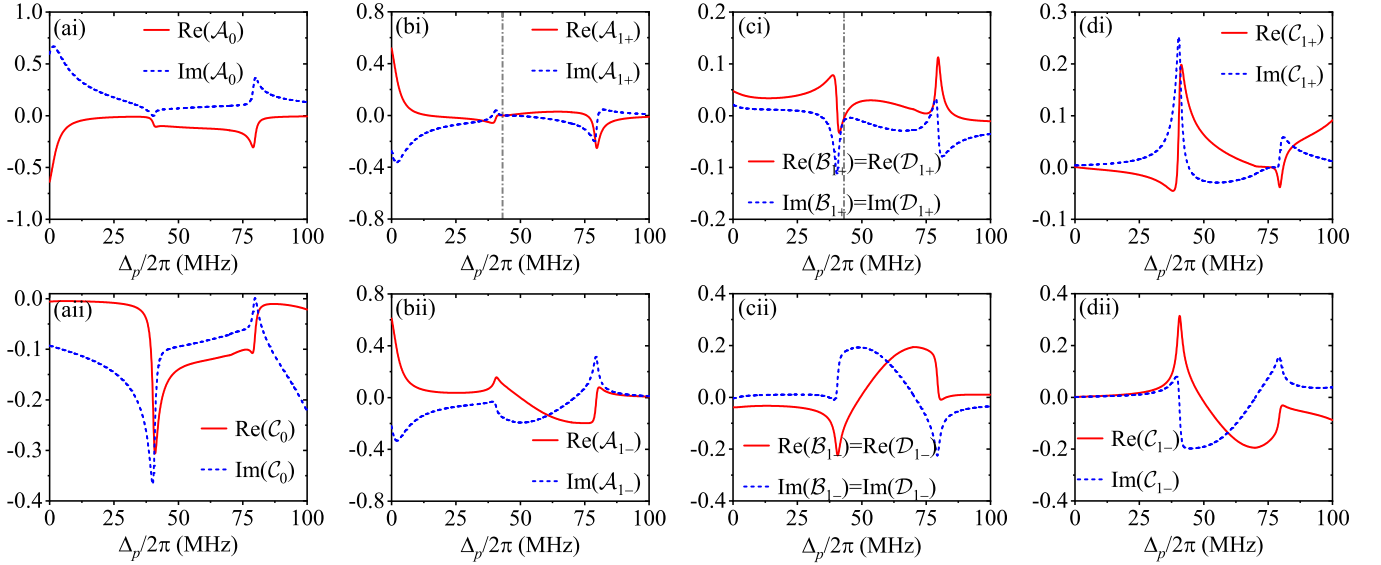 (ai)
Re(𝒜₀)
Im(𝒜₀)
1.0
0.5
0.0
-0.5
-1.0
0 25 50 75 100
Δₚ/2π (MHz)
(bi)
Re(𝒜₁₊)
Im(𝒜₁₊)
0.8
0.4
0.0
-0.4
-0.8
0 25 50 75 100
Δₚ/2π (MHz)
(ci)
Re(ℬ₁₊)=Re(𝒟₁₊)
Im(ℬ₁₊)=Im(𝒟₁₊)
0.2
0.1
0.0
-0.1
-0.2
0 25 50 75 100
Δₚ/2π (MHz)
(di)
Re(𝒞₁₊)
Im(𝒞₁₊)
0.3
0.2
0.1
0.0
-0.1
0 25 50 75 100
Δₚ/2π (MHz)
(aii)
Re(𝒞₀)
Im(𝒞₀)
0.0
-0.1
-0.2
-0.3
-0.4
0 25 50 75 100
Δₚ/2π (MHz)
(bii)
Re(𝒜₁₋)
Im(𝒜₁₋)
0.8
0.4
0.0
-0.4
-0.8
0 25 50 75 100
Δₚ/2π (MHz)
(cii)
Re(ℬ₁₋)=Re(𝒟₁₋)
Im(ℬ₁₋)=Im(𝒟₁₋)
0.4
0.2
0.0
-0.2
-0.4
0 25 50 75 100
Δₚ/2π (MHz)
(dii)
Re(𝒞₁₋)
Im(𝒞₁₋)
0.4
0.2
0.0
-0.2
-0.4
0 25 50 75 100
Δₚ/2π (MHz)